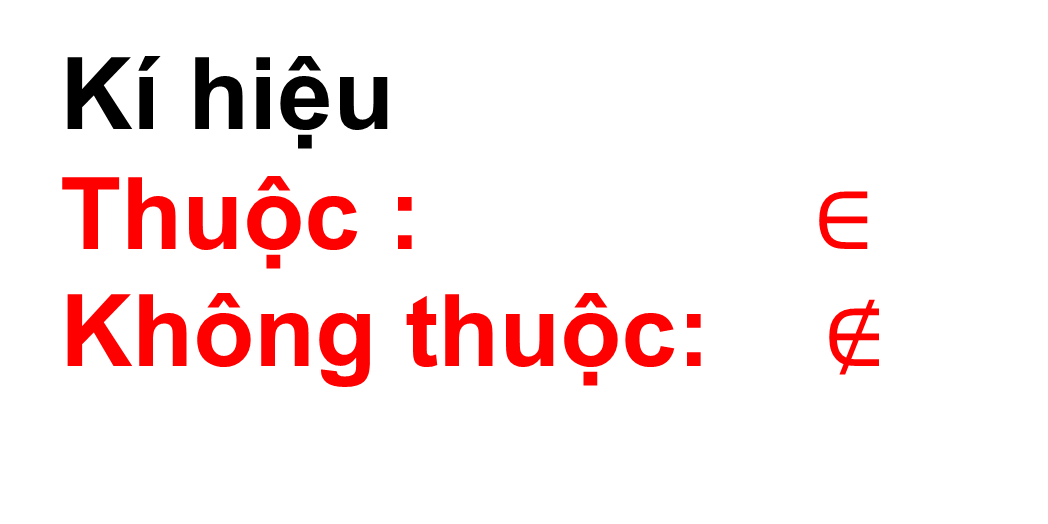 Kí hiệu
Thuộc : ∈
Không thuộc: ∉